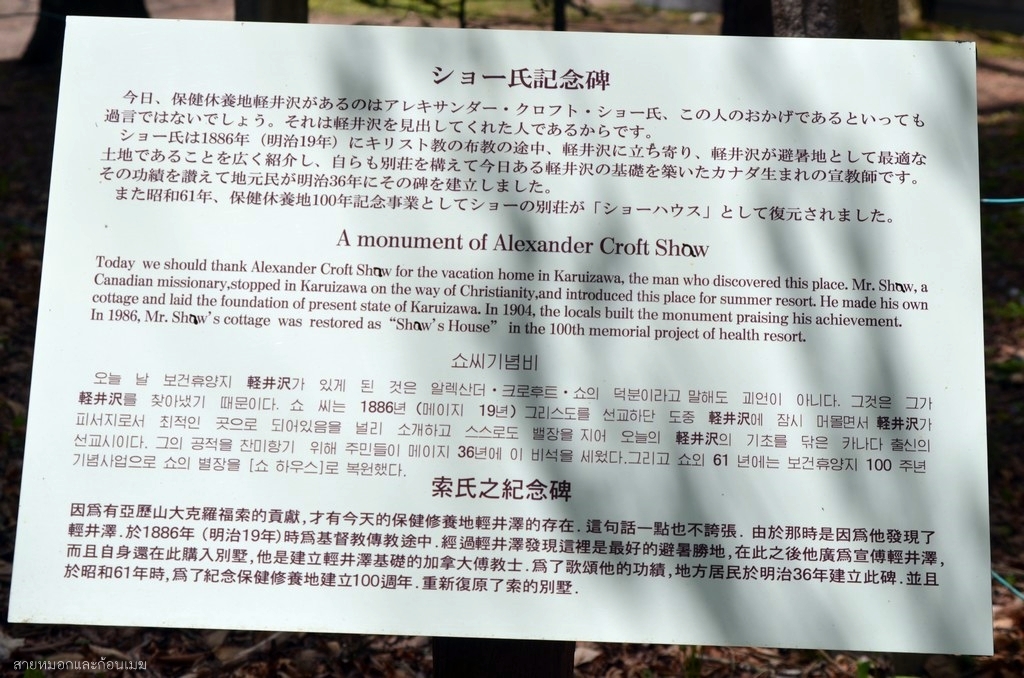 ショー氏記念碑
今日、保健休養地軽井沢があるのはアレキサンダー・クロフト・ショー氏、この人のおかげであるといっても
過言ではないでしょう。それは軽井沢を見出してくれた人であるからです。
ショー氏は1886年（明治19年）にキリスト教の布教の途中、軽井沢に立ち寄り、軽井沢が避暑地として最適な
土地であることを広く紹介し、自らも別荘を構えて今日ある軽井沢の基礎を築いたカナダ生まれの宣教師です。
その功績を讃えて地元民が明治36年にその碑を建立しました。
また昭和61年、保健休養地100年記念事業としてショーの別荘が「ショーハウス」として復元されました。
A monument of Alexander Croft Shaw
Today we should thank Alexander Croft Shaw for the vacation home in Karuizawa, the man who discovered this place. Mr. Shaw, a
Canadian missionary,stopped in Karuizawa on the way of Christianity,and introduced this place for summer resort. He made his own
cottage and laid the foundation of present state of Karuizawa. In 1904, the locals built the monument praising his achievement.
In 1986, Mr. Shaw's cottage was restored as “Shaw's House” in the 100th memorial project of health resort.
쇼씨기념비
오늘 날 보건휴양지 軽井沢가 있게 된 것은 알렉산더・크로후트・쇼의 덕분이라고 말해도 괴언이 아니다. 그것은 그가
軽井沢를 찾아냈기 때문이다. 쇼 씨는 1886년 (메이지 19년) 그리스도를 선교하단 도중 軽井沢에 잠시 머몰면서 軽井沢가
피서지로서 최적인 곳으로 되어있음을 널리 소개하고 스스로도 밸장을 지어 오늘의 軽井沢의 기초를 닦은 카나다 출신의
선교시이다. 그의 공적을 찬미항기 위해 주민들이 메이지 36년에 이 비석을 세웠다.그리고 쇼와 61 년에는 보건휴양지 100 주년
기념사업으로 쇼의 별장을 [쇼 하우스]로 복원했다.
索氏之紀念碑
因爲有亞歷山大克羅福索的貢獻,才有今天的保健修養地輕井澤的存在. 這句話一點也不誇張. 由於那時是因爲他發現了
輕井澤.於1886年 (明治19年)時爲基督教傳教途中.經過輕井澤發現這裡是最好的避暑勝地,在此之後他廣爲宣傅輕井澤,
而且自身還在此購入別墅,他是建立輕井澤基礎的加拿大傅教士.爲了歌頌他的功績,地方居民於明治36年建立此碑.並且
於昭和61年時,爲了紀念保健修養地建立100週年.重新復原了索的別墅.
สายหมอกและก้อนเมฆ